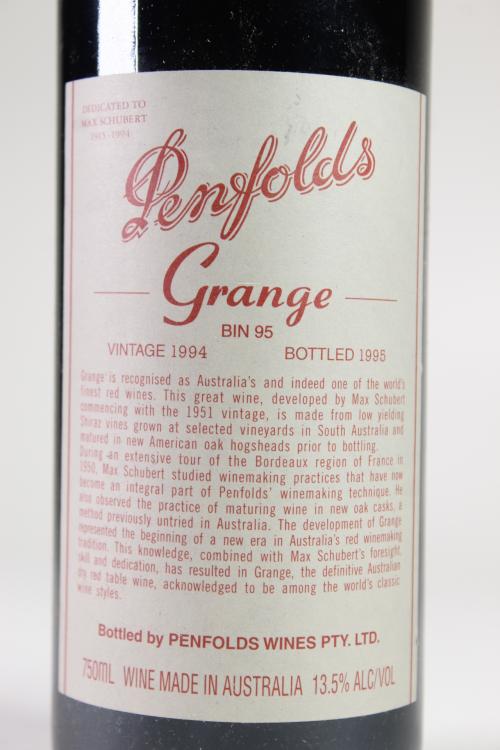 DEDICATED TO
MAX SCHUBERT
1915 - 1994
Penfolds
Grange
BIN 95
VINTAGE 1994 BOTTLED 1995
Grange is recognised as Australia's and indeed one of the world's
finest red wines. This great wine, developed by Max Schubert
commencing with the 1951 vintage, is made from low yielding
Shiraz vines grown at selected vineyards in South Australia and
matured in new American oak hogsheads prior to bottling.
During an extensive tour of the Bordeaux region of France in
1950, Max Schubert studied winemaking practices that have now
become an integral part of Penfolds' winemaking technique. He
also observed the practice of maturing wine in new oak casks, a
method previously untried in Australia. The development of Grange
represented the beginning of a new era in Australia's red winemaking
tradition. This knowledge, combined with Max Schubert's foresight,
skill and dedication, has resulted in Grange, the definitive Australian
dry red table wine, acknowledged to be among the world's classic
wine styles.
Bottled by PENFOLDS WINES PTY. LTD.
750ML WINE MADE IN AUSTRALIA 13.5% ALC/VOL